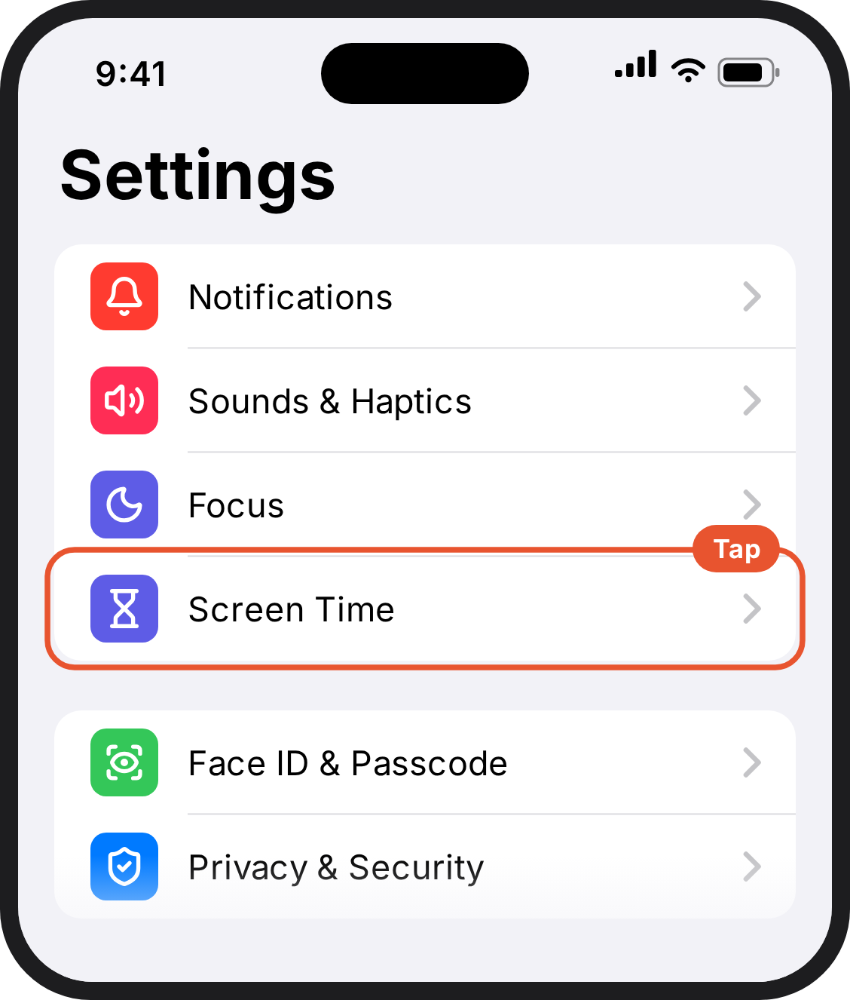 9:41
Settings
Notifications
Sounds & Haptics
Focus
Tap
Screen Time
Face ID & Passcode
Privacy & Security